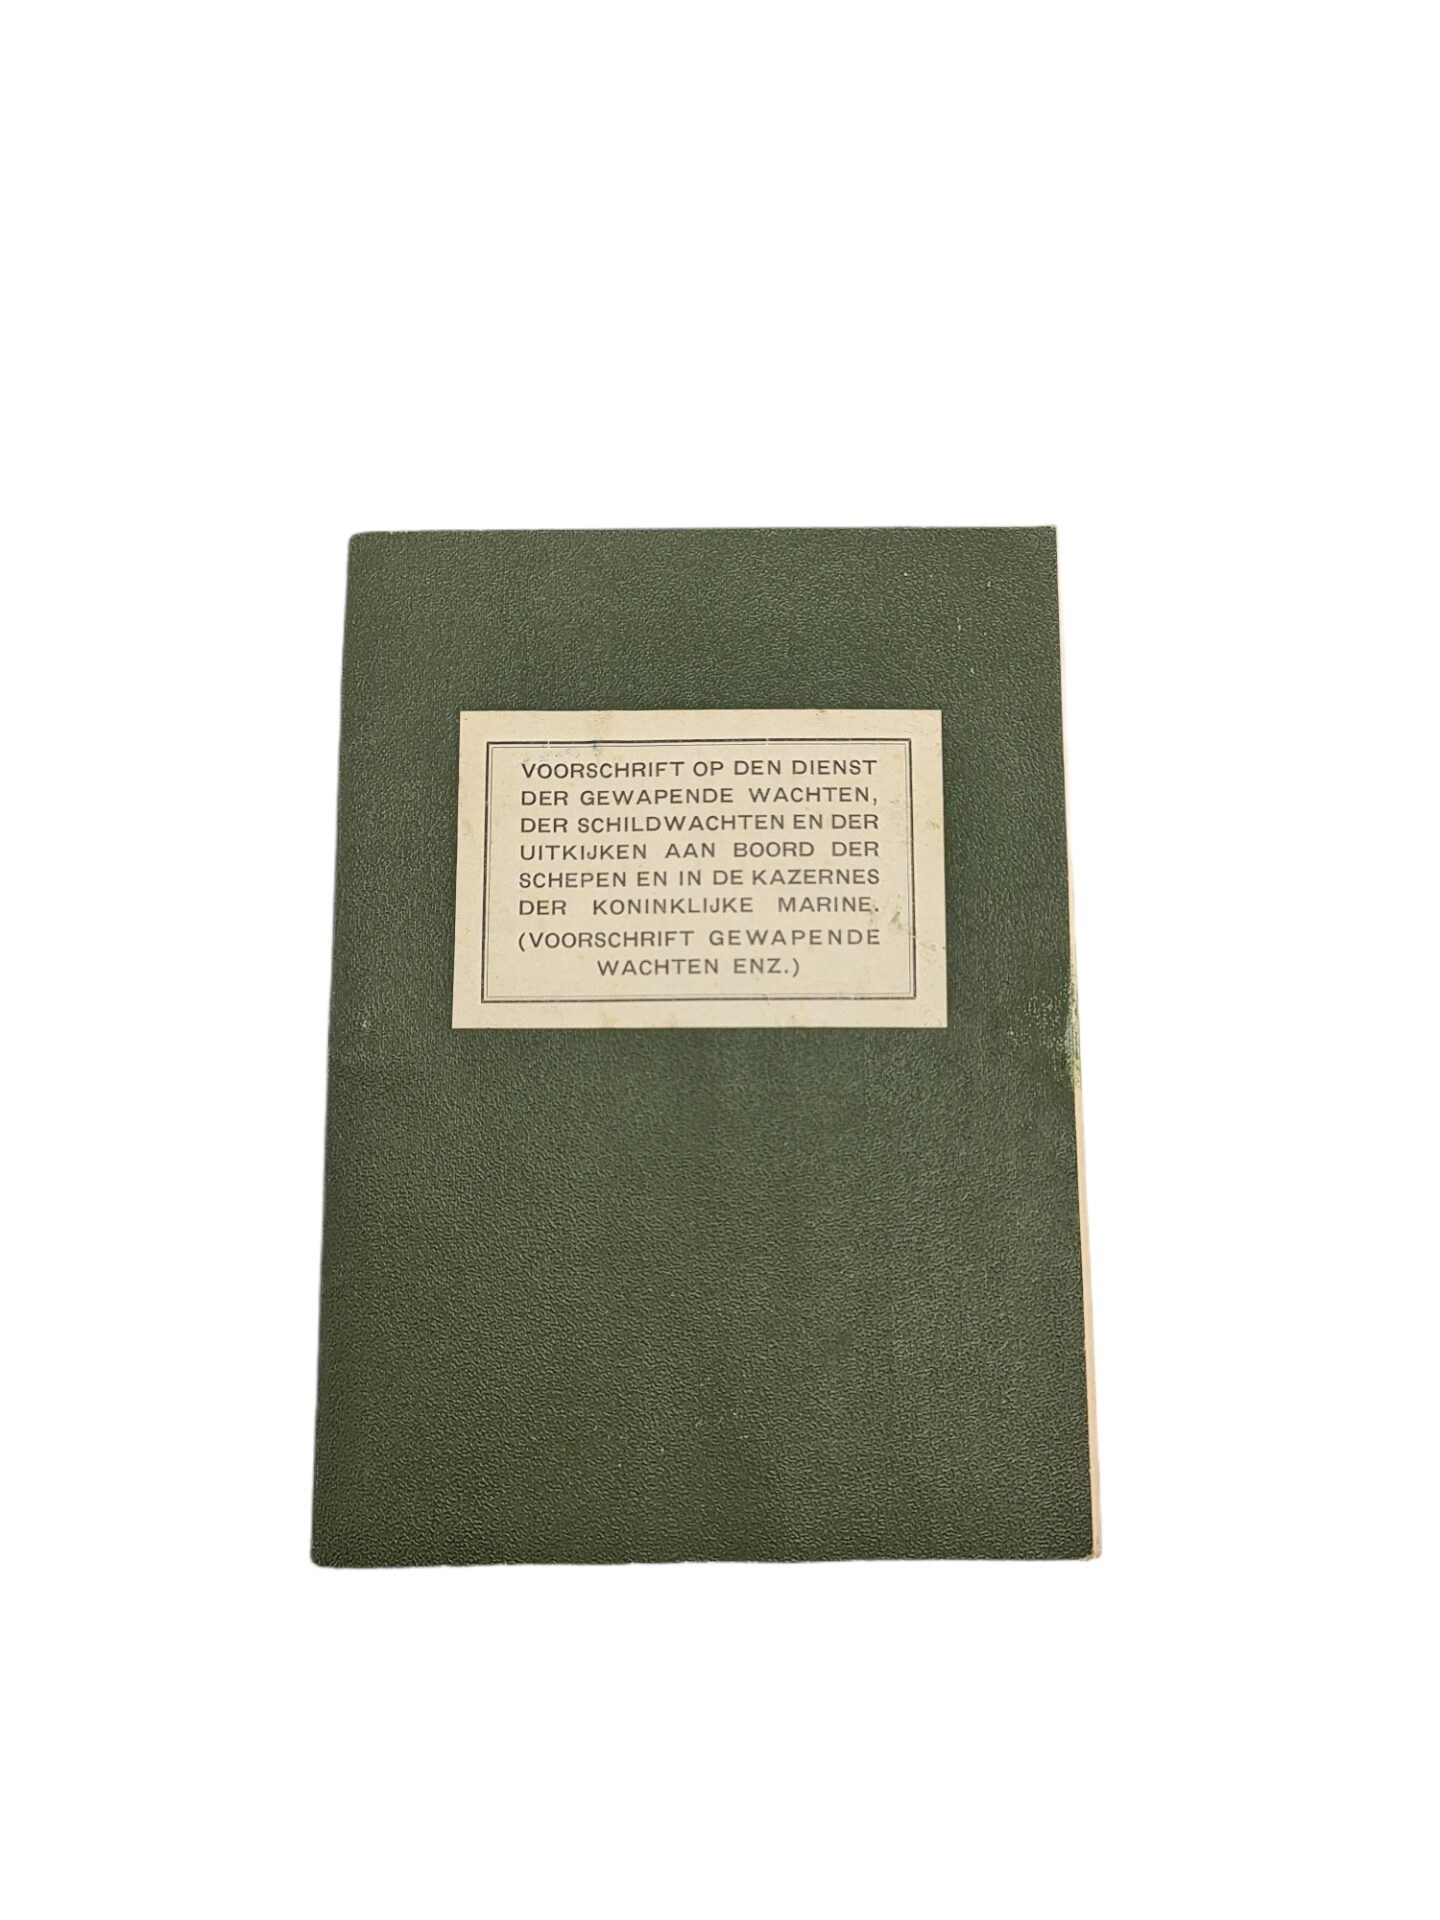 VOORSCHRIFT OP DEN DIENST
DER GEWAPENDE WACHTEN,
DER SCHILDWACHTEN EN DER
UITKIJKEN AAN BOORD DER
SCHEPEN EN IN DE KAZERNES
DER KONINKLIJKE MARINE.
(VOORSCHRIFT GEWAPENDE
WACHTEN ENZ.)